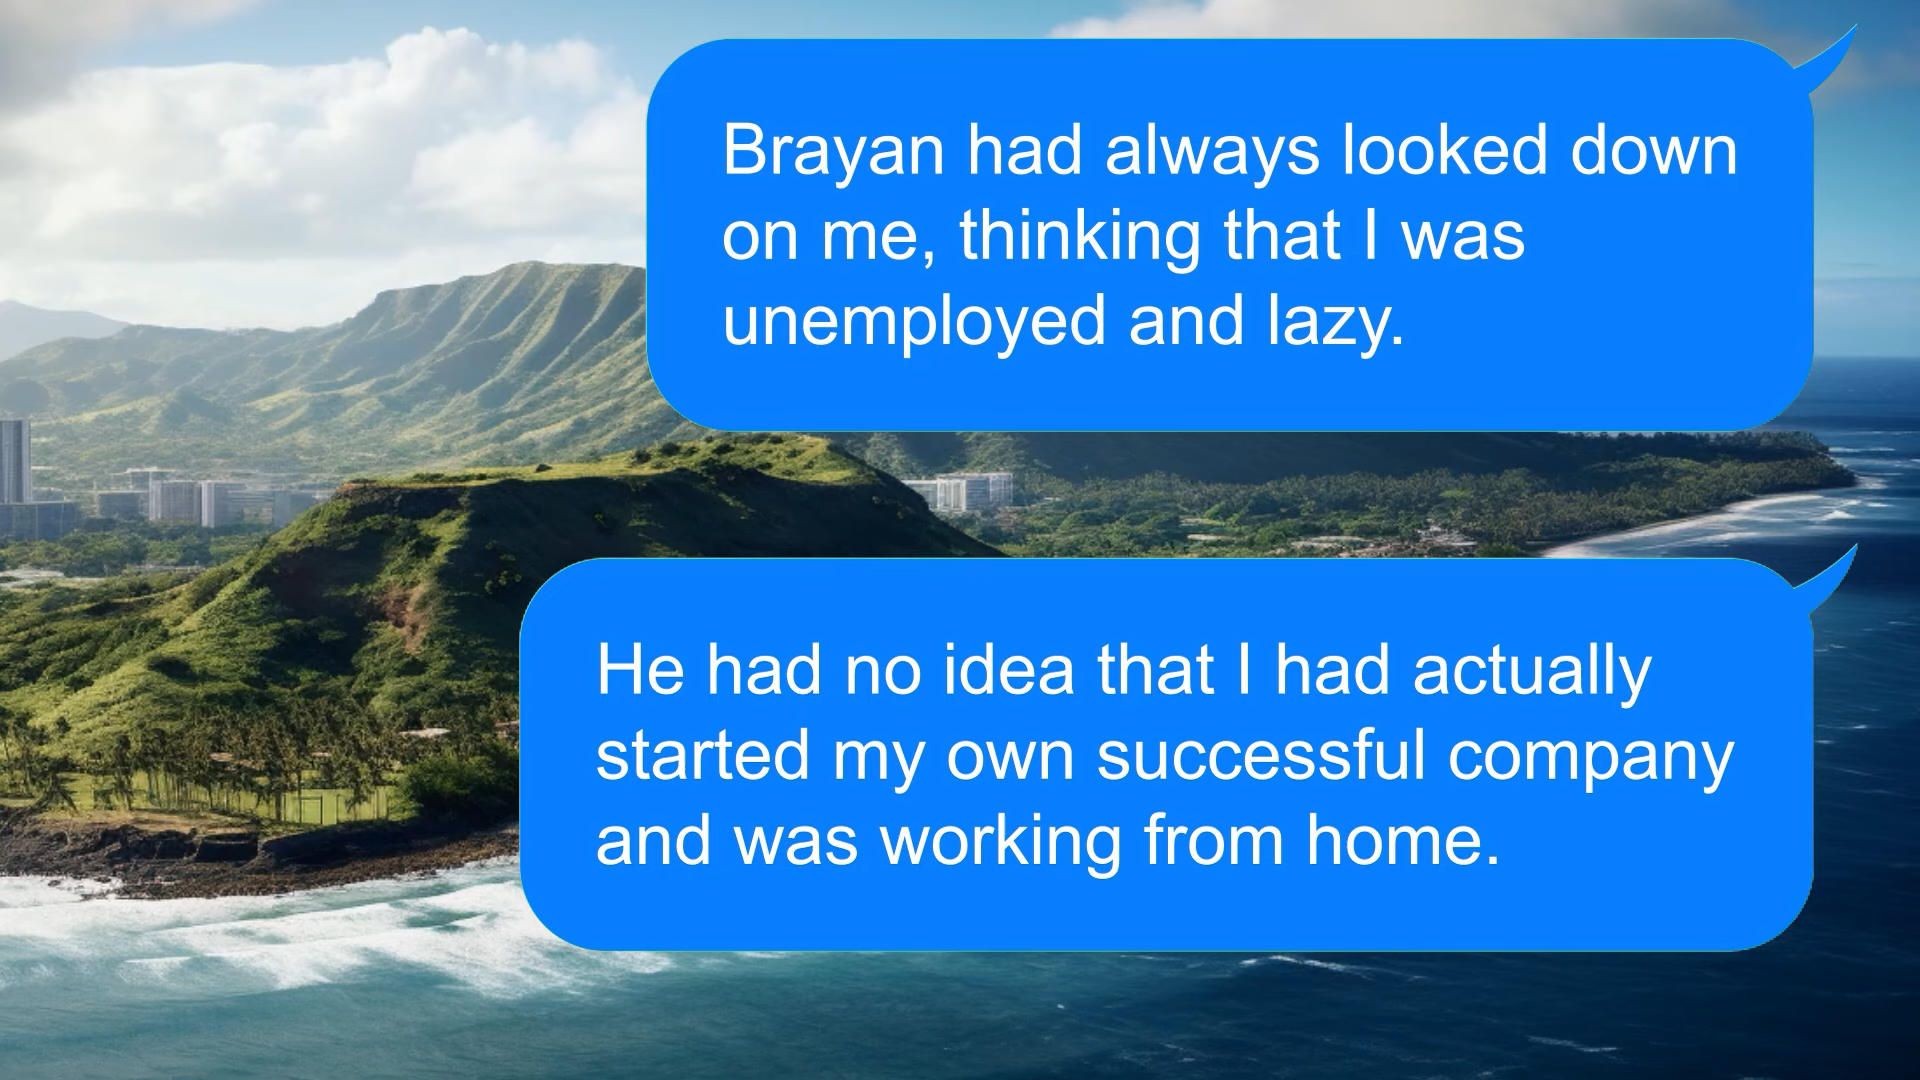 Brayan had always looked down
on me, thinking that I was
unemployed and lazy.
He had no idea that I had actually
started my own successful company
and was working from home.